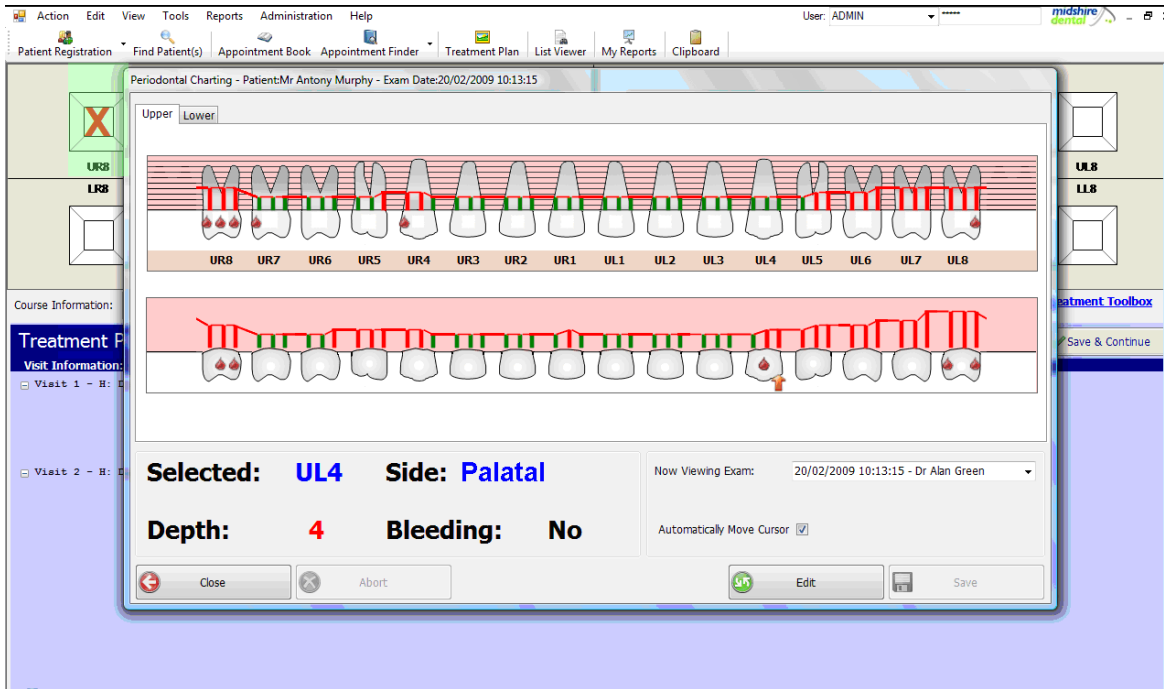 Action Edit View Tools Reports Administration Help User: ADMIN ***** midshire dental
Patient Registration Find Patient(s) Appointment Book Appointment Finder Treatment Plan List Viewer My Reports Clipboard
Periodontal Charting - Patient:Mr Antony Murphy - Exam Date:20/02/2009 10:13:15
Upper Lower
UR8 UL8
LR8 LL8
UR8 UR7 UR6 UR5 UR4 UR3 UR2 UR1 UL1 UL2 UL3 UL4 UL5 UL6 UL7 UL8
Course Information: eatment Toolbox
Treatment P Save & Continue
Visit Information:
Visit 1 - H: D
Visit 2 - H: D
Selected: UL4 Side: Palatal
Depth: 4 Bleeding: No
Now Viewing Exam: 20/02/2009 10:13:15 - Dr Alan Green
Automatically Move Cursor
Close Abort Edit Save